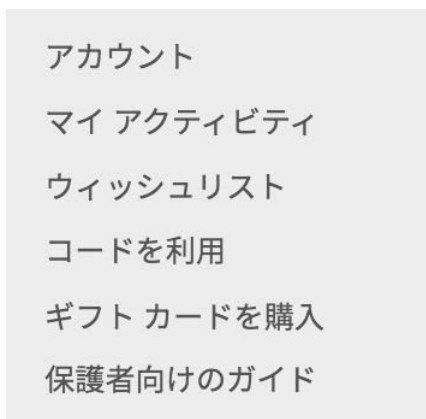 アカウント
マイ アクティビティ
ウィッシュリスト
コードを利用
ギフト カードを購入
保護者向けのガイド